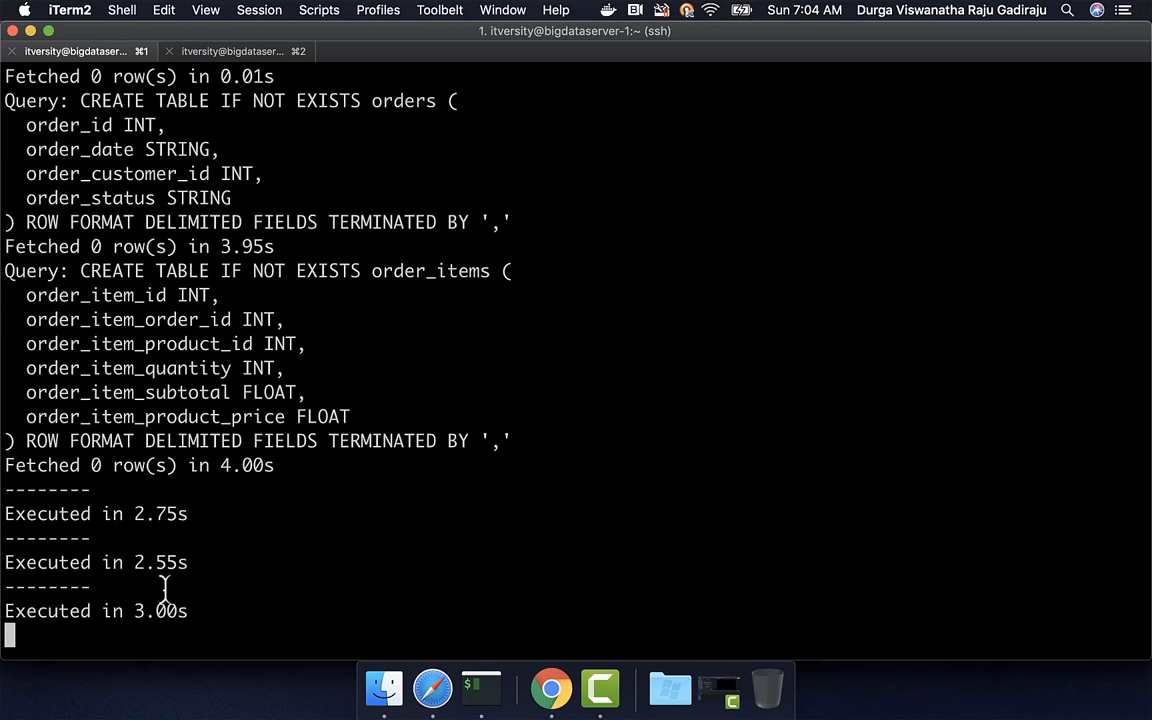 iTerm2 Shell Edit View Session Scripts Profiles Toolbelt Window Help Sun 7:04 AM Durga Viswanatha Raju Gadiraju
1. itversity@bigdataserver-1:~ (ssh)
itversity@bigdataser... ⌘1 itversity@bigdataser... ⌘2
Fetched 0 row(s) in 0.01s
Query: CREATE TABLE IF NOT EXISTS orders (
order_id INT,
order_date STRING,
order_customer_id INT,
order_status STRING
) ROW FORMAT DELIMITED FIELDS TERMINATED BY ','
Fetched 0 row(s) in 3.95s
Query: CREATE TABLE IF NOT EXISTS order_items (
order_item_id INT,
order_item_order_id INT,
order_item_product_id INT,
order_item_quantity INT,
order_item_subtotal FLOAT,
order_item_product_price FLOAT
) ROW FORMAT DELIMITED FIELDS TERMINATED BY ','
Fetched 0 row(s) in 4.00s
--------
Executed in 2.75s
--------
Executed in 2.55s
--------
Executed in 3.00s